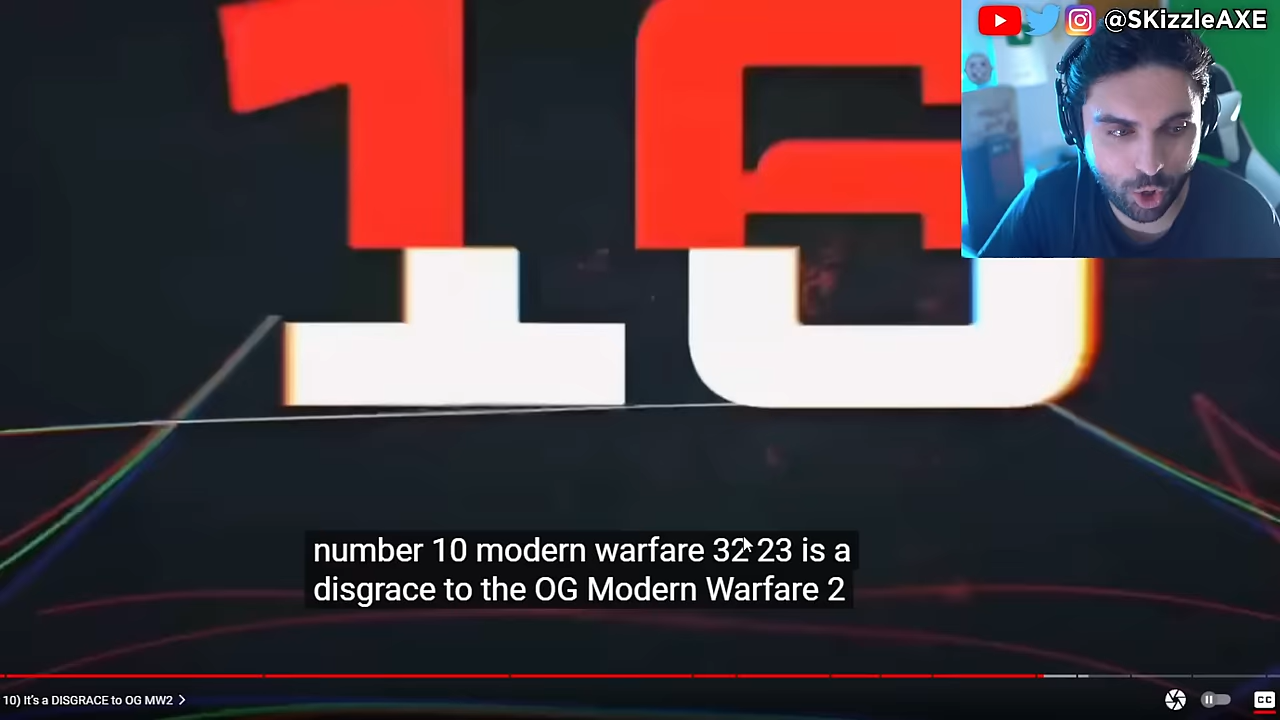 @SKizzleAXE
number 10 modern warfare 32 23 is a
disgrace to the OG Modern Warfare 2
10) It's a DISGRACE to OG MW2
CC